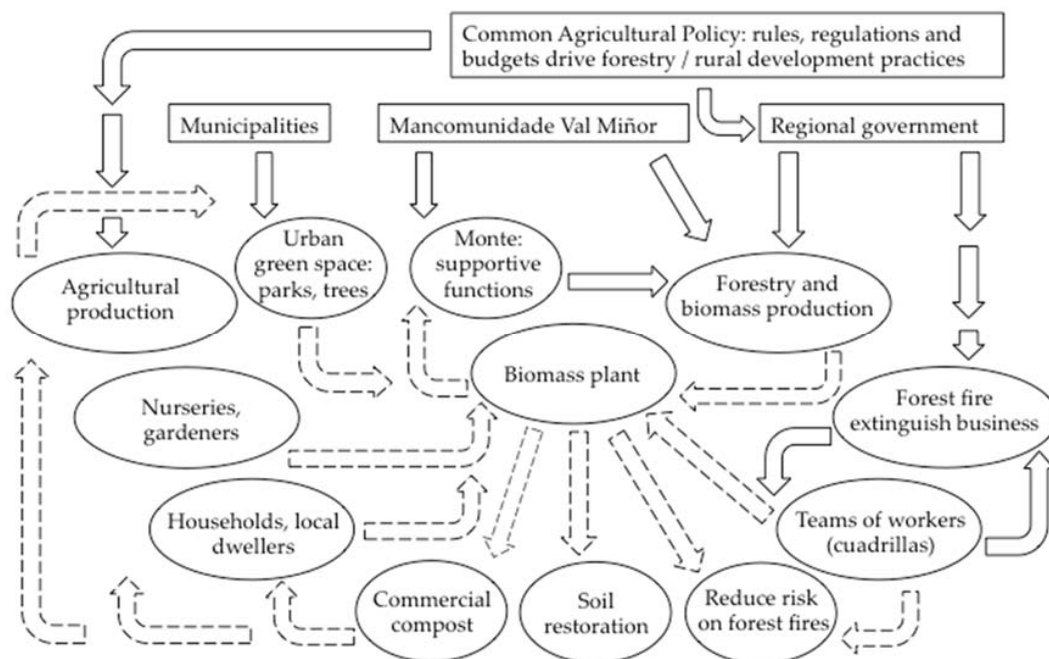 Common Agricultural Policy: rules, regulations and
budgets drive forestry / rural development practices
Municipalities
Mancomunidade Val Miñor
Regional government
Urban
green space:
parks, trees
Monte:
supportive
functions
Agricultural
production
Forestry and
biomass production
Biomass plant
Nurseries,
gardeners
Forest fire
extinguish business
Households, local
dwellers
Teams of workers
(cuadrillas)
Commercial
compost
Soil
restoration
Reduce risk
on forest fires